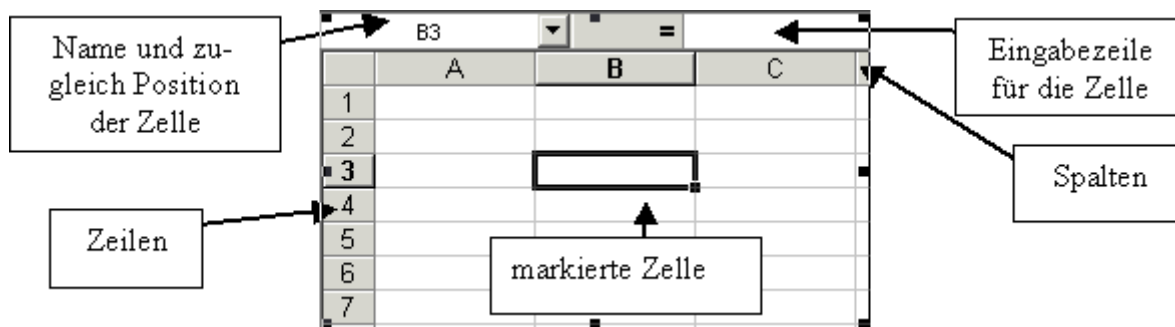 Name und zu-
gleich Position
der Zelle
B3
=
Eingabezeile
für die Zelle
A B C
1
2
3
4
5
6
7
Spalten
Zeilen
markierte Zelle